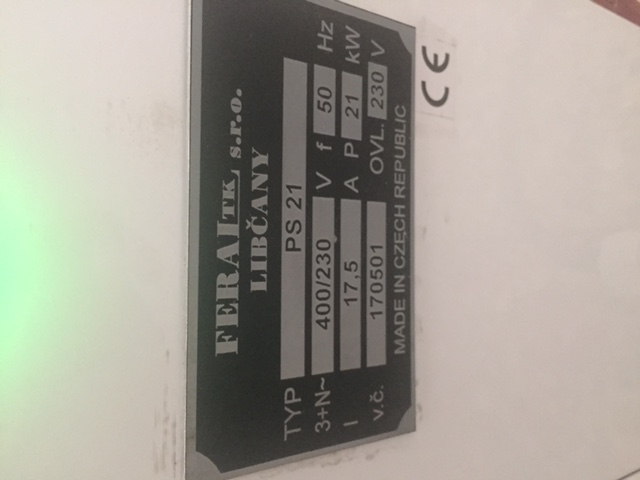 FERAI TK s.r.o.
LIBČANY
TYP PS 21
3+N~ 400/230 V f 50 Hz
I 17,5 A P 21 kW
v.č. 170501 OVL. 230 V
MADE IN CZECH REPUBLIC
CE